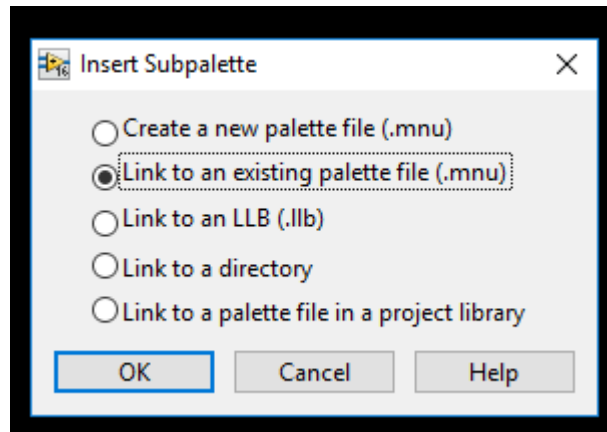 16
Insert Subpalette
Create a new palette file (.mnu)
Link to an existing palette file (.mnu)
Link to an LLB (.llb)
Link to a directory
Link to a palette file in a project library
OK Cancel Help